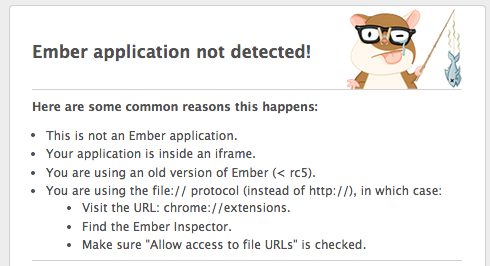 Ember application not detected!
Here are some common reasons this happens:
This is not an Ember application.
Your application is inside an iframe.
You are using an old version of Ember (< rc5).
You are using the file:// protocol (instead of http://), in which case:
Visit the URL: chrome://extensions.
Find the Ember Inspector.
Make sure "Allow access to file URLs" is checked.